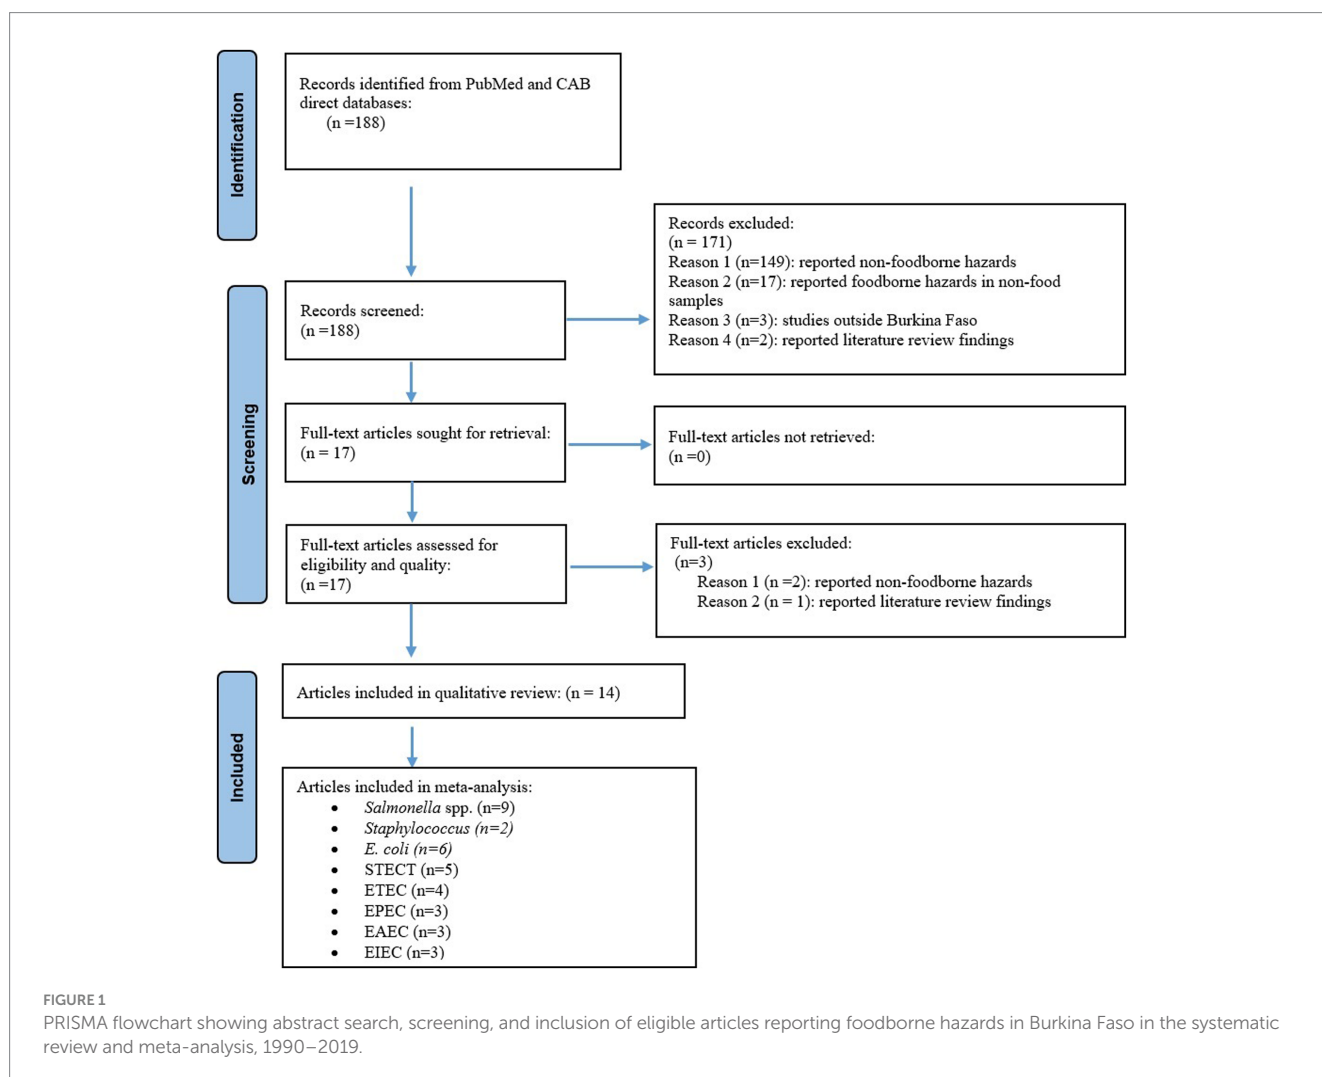 Identification
Records identified from PubMed and CAB
direct databases:
(n =188)
Records excluded:
(n = 171)
Reason 1 (n=149): reported non-foodborne hazards
Reason 2 (n=17): reported foodborne hazards in non-food
samples
Reason 3 (n=3): studies outside Burkina Faso
Reason 4 (n=2): reported literature review findings
Screening
Records screened:
(n =188)
Full-text articles sought for retrieval:
(n = 17)
Full-text articles not retrieved:
(n =0)
Full-text articles assessed for
eligibility and quality:
(n =17)
Full-text articles excluded:
(n=3)
Reason 1 (n =2): reported non-foodborne hazards
Reason 2 (n = 1): reported literature review findings
Included
Articles included in qualitative review: (n = 14)
Articles included in meta-analysis:
• Salmonella spp. (n=9)
• Staphylococcus (n=2)
• E. coli (n=6)
• STECT (n=5)
• ETEC (n=4)
• EPEC (n=3)
• EAEC (n=3)
• EIEC (n=3)
FIGURE 1
PRISMA flowchart showing abstract search, screening, and inclusion of eligible articles reporting foodborne hazards in Burkina Faso in the systematic
review and meta-analysis, 1990–2019.